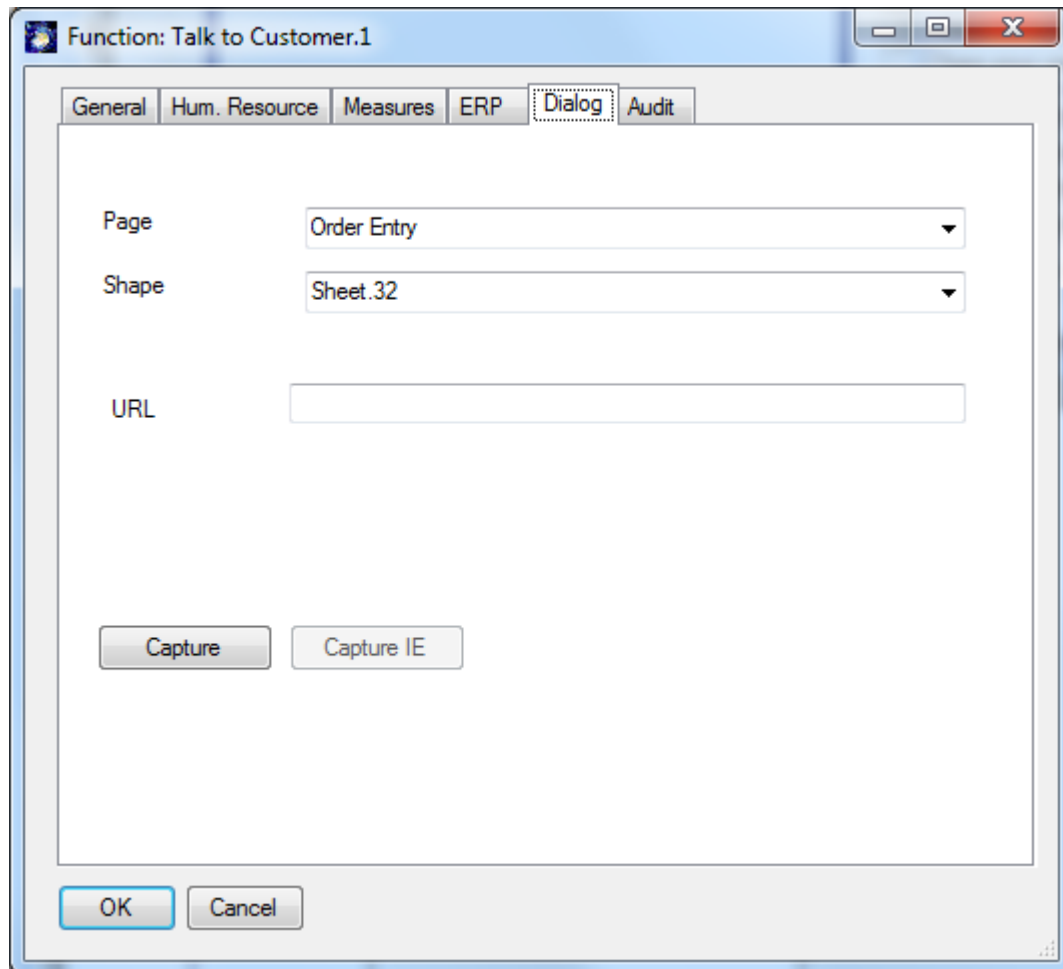 Function: Talk to Customer.1
General Hum. Resource Measures ERP Dialog Audit
Page Order Entry
Shape Sheet.32
URL
Capture Capture IE
OK Cancel